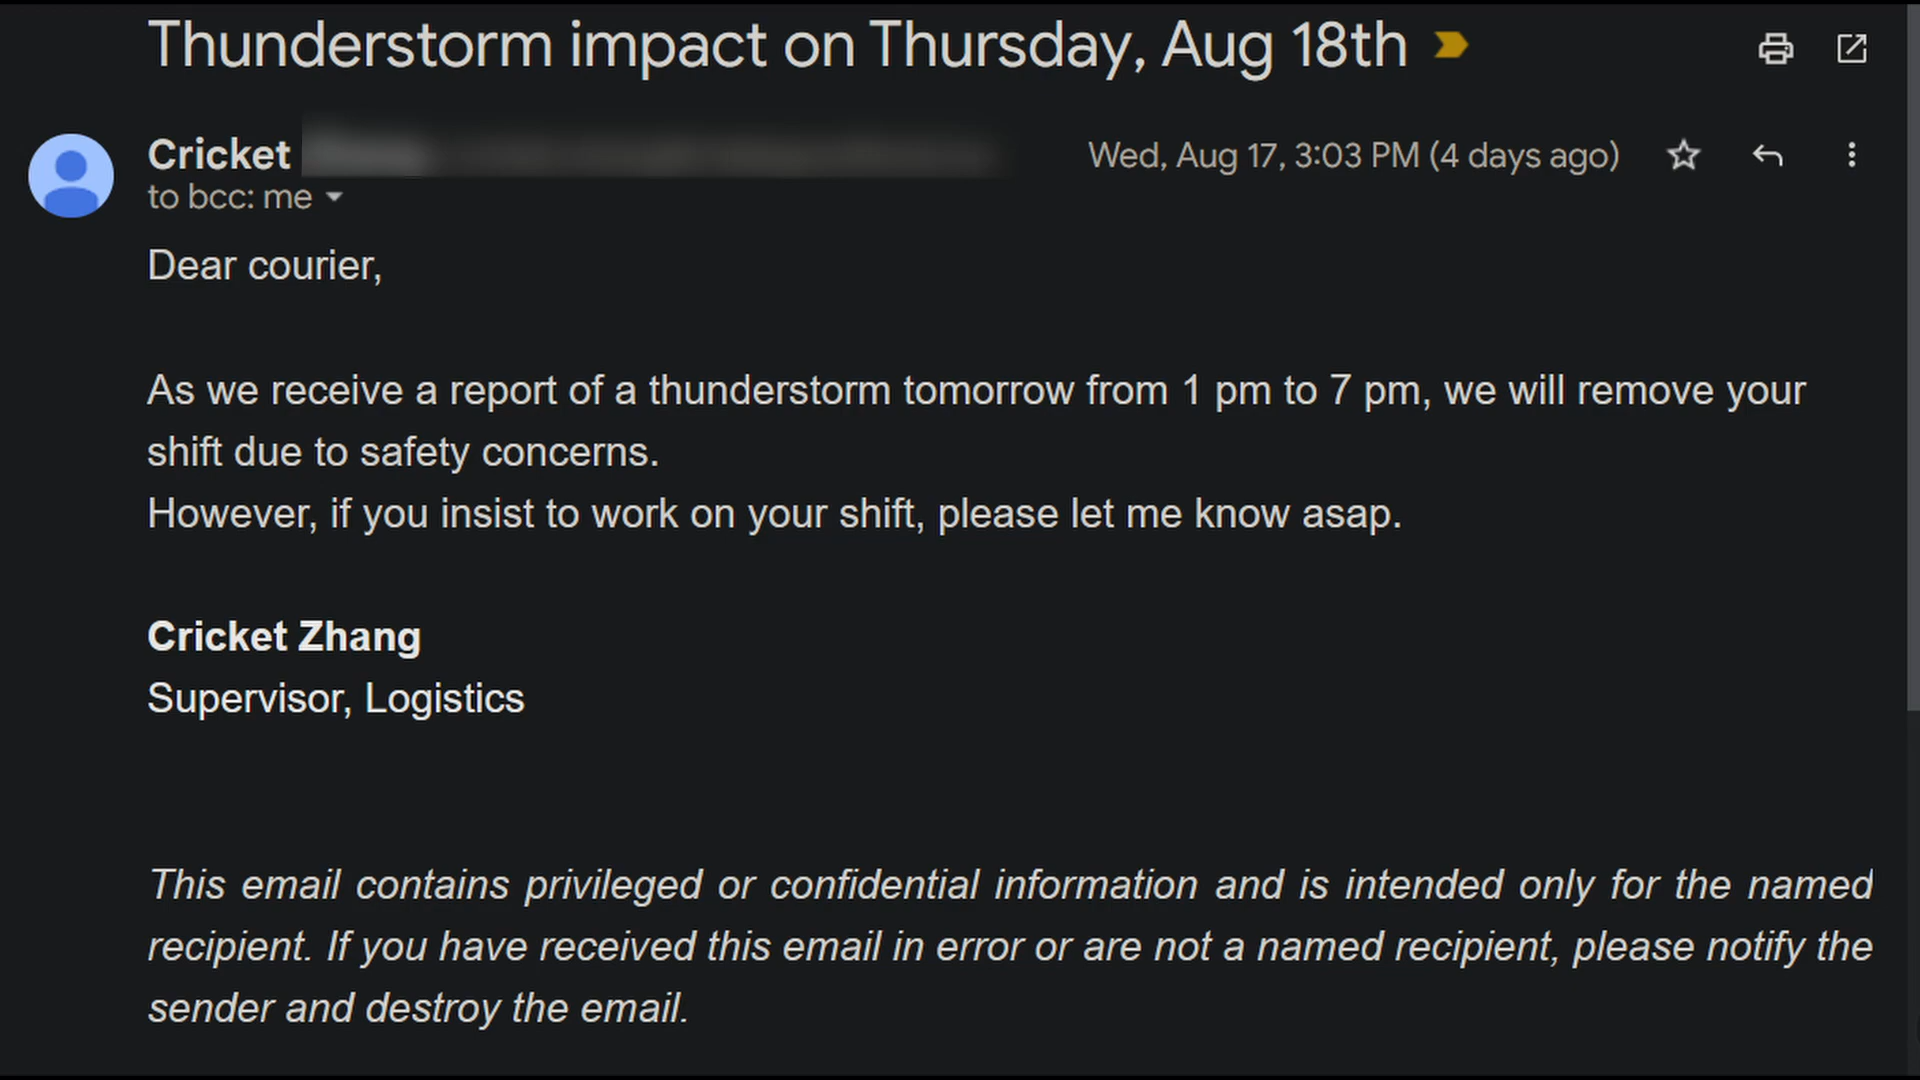 Thunderstorm impact on Thursday, Aug 18th
Cricket
Wed, Aug 17, 3:03 PM (4 days ago)
to bcc: me
Dear courier,
As we receive a report of a thunderstorm tomorrow from 1 pm to 7 pm, we will remove your
shift due to safety concerns.
However, if you insist to work on your shift, please let me know asap.
Cricket Zhang
Supervisor, Logistics
This email contains privileged or confidential information and is intended only for the named
recipient. If you have received this email in error or are not a named recipient, please notify the
sender and destroy the email.